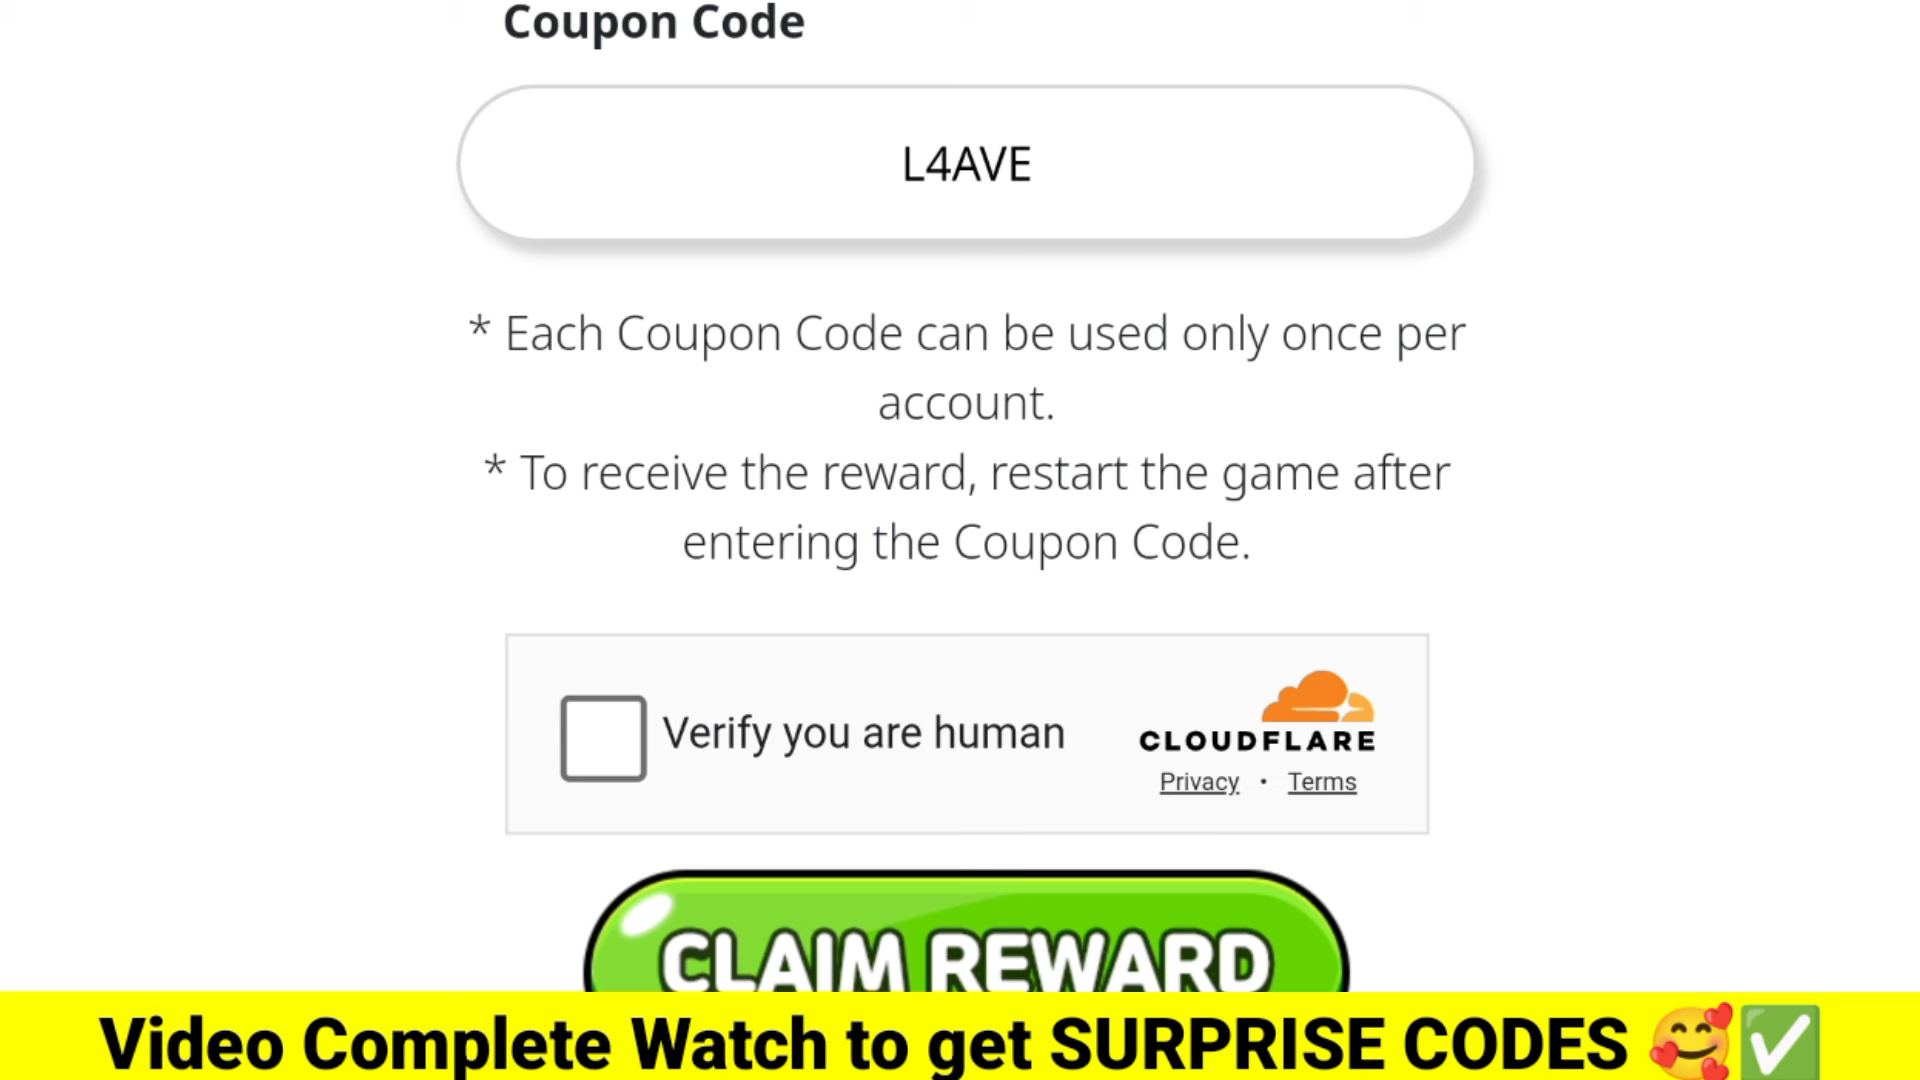 Coupon Code
L4AVE
* Each Coupon Code can be used only once per
account.
* To receive the reward, restart the game after
entering the Coupon Code.
Verify you are human
CLOUDFLARE
Privacy • Terms
CLAIM REWARD
Video Complete Watch to get SURPRISE CODES 🥰✅